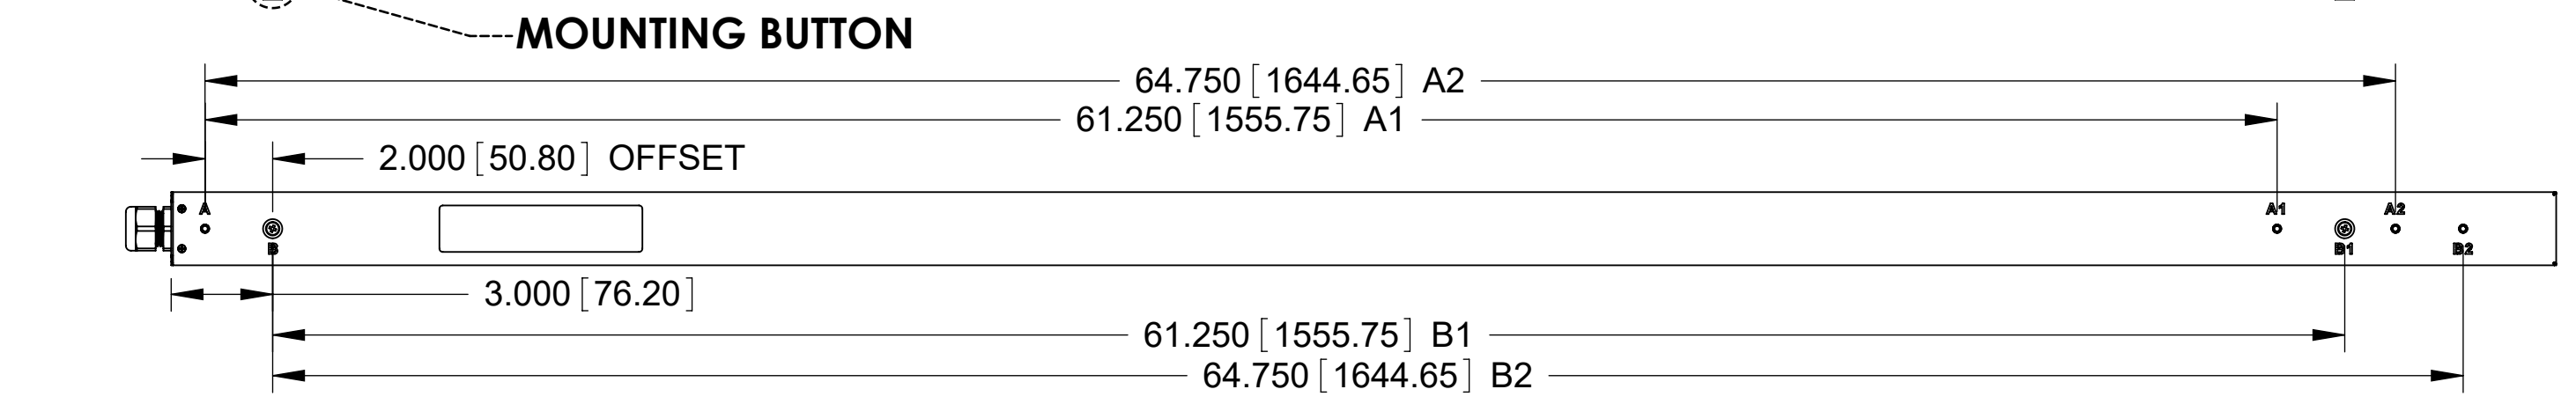 MOUNTING BUTTON
64.750 [1644.65] A2
61.250 [1555.75] A1
2.000 [50.80] OFFSET
A
A1
A2
B
B1
B2
3.000 [76.20]
61.250 [1555.75] B1
64.750 [1644.65] B2